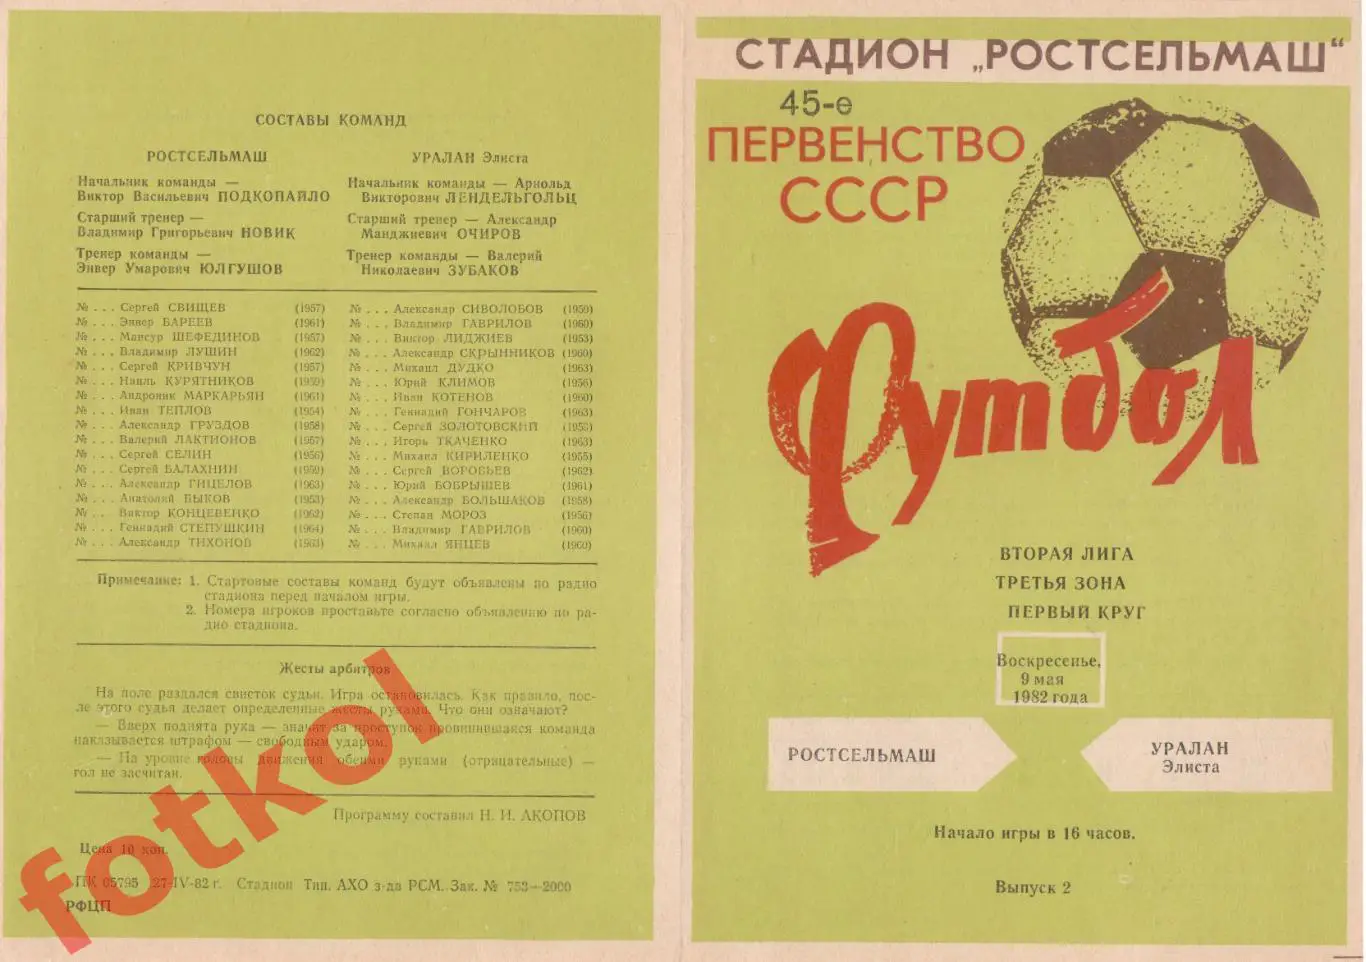 СОСТАВЫ КОМАНД
РОСТСЕЛЬМАШ
Начальник команды —
Виктор Васильевич ПОДКОПАЙЛО
Старший тренер —
Владимир Григорьевич НОВИК
Тренер команды —
Энвер Умарович ЮЛГУШОВ
УРАЛАН Элиста
Начальник команды — Арнольд
Викторович ЛЕНДЕЛЬГОЛЬЦ
Старший тренер — Александр
Манджиевич ОЧИРОВ
Тренер команды — Валерий
Николаевич ЗУБАКОВ
№ . . . Сергей СВИЩЕВ (1957)
№ . . . Энвер БАРЕЕВ (1961)
№ . . . Мансур ШЕФЕДИНОВ (1957)
№ . . . Владимир ЛУШИН (1962)
№ . . . Сергей КРИВЧУН (1957)
№ . . . Наиль КУРЯТНИКОВ (1959)
№ . . . Андроник МАРКАРЬЯН (1961)
№ . . . Иван ТЕПЛОВ (1954)
№ . . . Александр ГРУЗДОВ (1958)
№ . . . Валерий ЛАКТИОНОВ (1957)
№ . . . Сергей СЕЛИН (1956)
№ . . . Сергей БАЛАХНИН (1959)
№ . . . Александр ГИЦЕЛОВ (1963)
№ . . . Анатолий БЫКОВ (1953)
№ . . . Виктор КОНЦЕВЕНКО (1962)
№ . . . Геннадий СТЕПУШКИН (1964)
№ . . . Александр ТИХОНОВ (1963)
№ . . . Александр СИВОЛОБОВ (1959)
№ . . . Владимир ГАВРИЛОВ (1960)
№ . . . Виктор ЛИДЖИЕВ (1953)
№ . . . Александр СКРЫННИКОВ (1960)
№ . . . Михаил ДУДКО (1963)
№ . . . Юрий КЛИМОВ (1956)
№ . . . Иван КОТЕНОВ (1960)
№ . . . Геннадий ГОНЧАРОВ (1963)
№ . . . Сергей ЗОЛОТОВСКИЙ (1958)
№ . . . Игорь ТКАЧЕНКО (1963)
№ . . . Михаил КИРИЛЕНКО (1955)
№ . . . Сергей ВОРОБЬЕВ (1962)
№ . . . Юрий БОБРЫШЕВ (1961)
№ . . . Александр БОЛЬШАКОВ (1958)
№ . . . Степан МОРОЗ (1956)
№ . . . Владимир ГАВРИЛОВ (1960)
№ . . . Михаил ЯНЦЕВ (1960)
Примечание: 1. Стартовые составы команд будут объявлены по радио
стадиона перед началом игры.
2. Номера игроков проставьте согласно объявлению по ра-
дио стадиона.
Жесты арбитров
На поле раздался свисток судьи. Игра остановилась. Как правило, пос-
ле этого судья делает определенные жесты руками. Что они означают?
— Вверх поднята рука — значит за проступок провинившаяся команда
наказывается штрафом — свободным ударом.
— На уровне головы движения обеими руками (отрицательные) —
гол не засчитан.
Программу составил Н. И. АКОПОВ
Цена 10 коп.
ПК 05795 27-IV-82 г. Стадион Тип. АХО з-да РСМ. Зак. № 753—2000
РФЦП
fotkol
СТАДИОН „РОСТСЕЛЬМАШ“
45-е
ПЕРВЕНСТВО
СССР
Футбол
ВТОРАЯ ЛИГА
ТРЕТЬЯ ЗОНА
ПЕРВЫЙ КРУГ
Воскресенье,
9 мая
1982 года
РОСТСЕЛЬМАШ
УРАЛАН
Элиста
Начало игры в 16 часов.
Выпуск 2